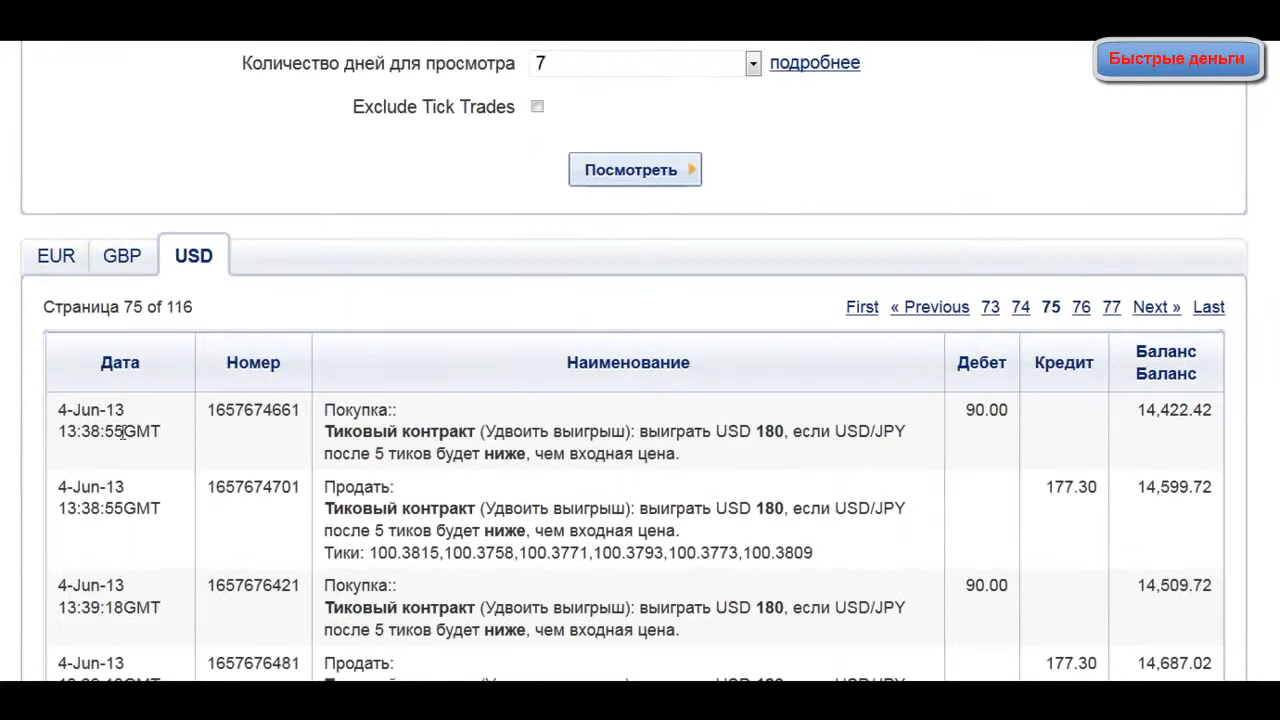 Количество дней для просмотра 7 подробнее
Быстрые деньги
Exclude Tick Trades
Посмотреть
EUR GBP USD
Страница 75 of 116 First « Previous 73 74 75 76 77 Next » Last
Дата Номер Наименование Дебет Кредит Баланс
Баланс
4-Jun-13 1657674661 Покупка:: 90.00 14,422.42
13:38:55GMT Тиковый контракт (Удвоить выигрыш): выиграть USD 180, если USD/JPY
после 5 тиков будет ниже, чем входная цена.
4-Jun-13 1657674701 Продать: 177.30 14,599.72
13:38:55GMT Тиковый контракт (Удвоить выигрыш): выиграть USD 180, если USD/JPY
после 5 тиков будет ниже, чем входная цена.
Тики: 100.3815,100.3758,100.3771,100.3793,100.3773,100.3809
4-Jun-13 1657676421 Покупка:: 90.00 14,509.72
13:39:18GMT Тиковый контракт (Удвоить выигрыш): выиграть USD 180, если USD/JPY
после 5 тиков будет ниже, чем входная цена.
4-Jun-13 1657676481 Продать: 177.30 14,687.02